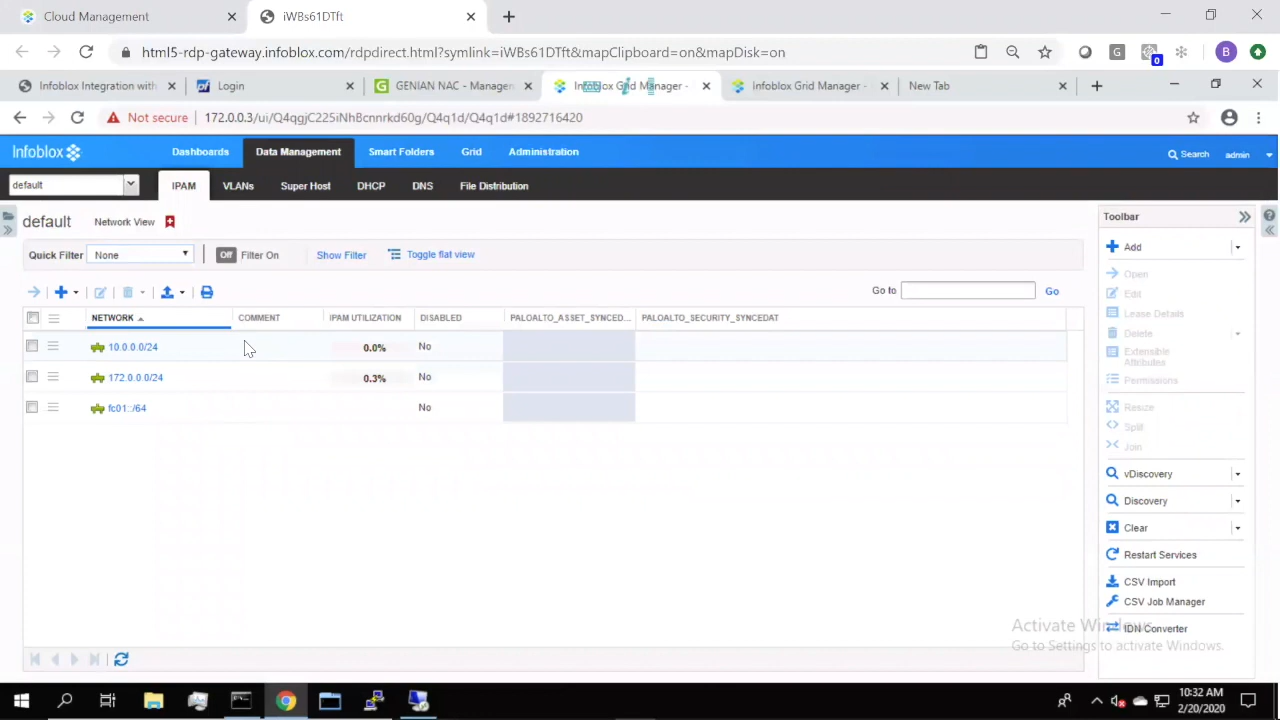 Cloud Management
iWBs61DTft
html5-rdp-gateway.infoblox.com/rdpdirect.html?symlink=iWBs61DTft&mapClipboard=on&mapDisk=on
G
0
B
Infoblox Integration with
Login
GENIAN NAC - Manager
Infoblox Grid Manager -
Infoblox Grid Manager -
New Tab
Not secure
172.0.0.3/ui/Q4qgjC225iNhBcnnrkd60g/Q4q1d/Q4q1d#1892716420
Infoblox
Dashboards
Data Management
Smart Folders
Grid
Administration
Search
admin
default
IPAM
VLANs
Super Host
DHCP
DNS
File Distribution
default
Network View
Toolbar
Quick Filter
None
Off
Filter On
Show Filter
Toggle flat view
Go to
Go
NETWORK
COMMENT
IPAM UTILIZATION
DISABLED
PALOALTO_ASSET_SYNCED...
PALOALTO_SECURITY_SYNCEDAT
10.0.0.0/24
0.0%
No
172.0.0.0/24
0.3%
No
fc01::/64
No
Add
Open
Edit
Lease Details
Delete
Extensible
Attributes
Permissions
Resize
Split
Join
vDiscovery
Discovery
Clear
Restart Services
CSV Import
CSV Job Manager
IDN Converter
Activate Windows
Go to Settings to activate Windows.
10:32 AM
2/20/2020